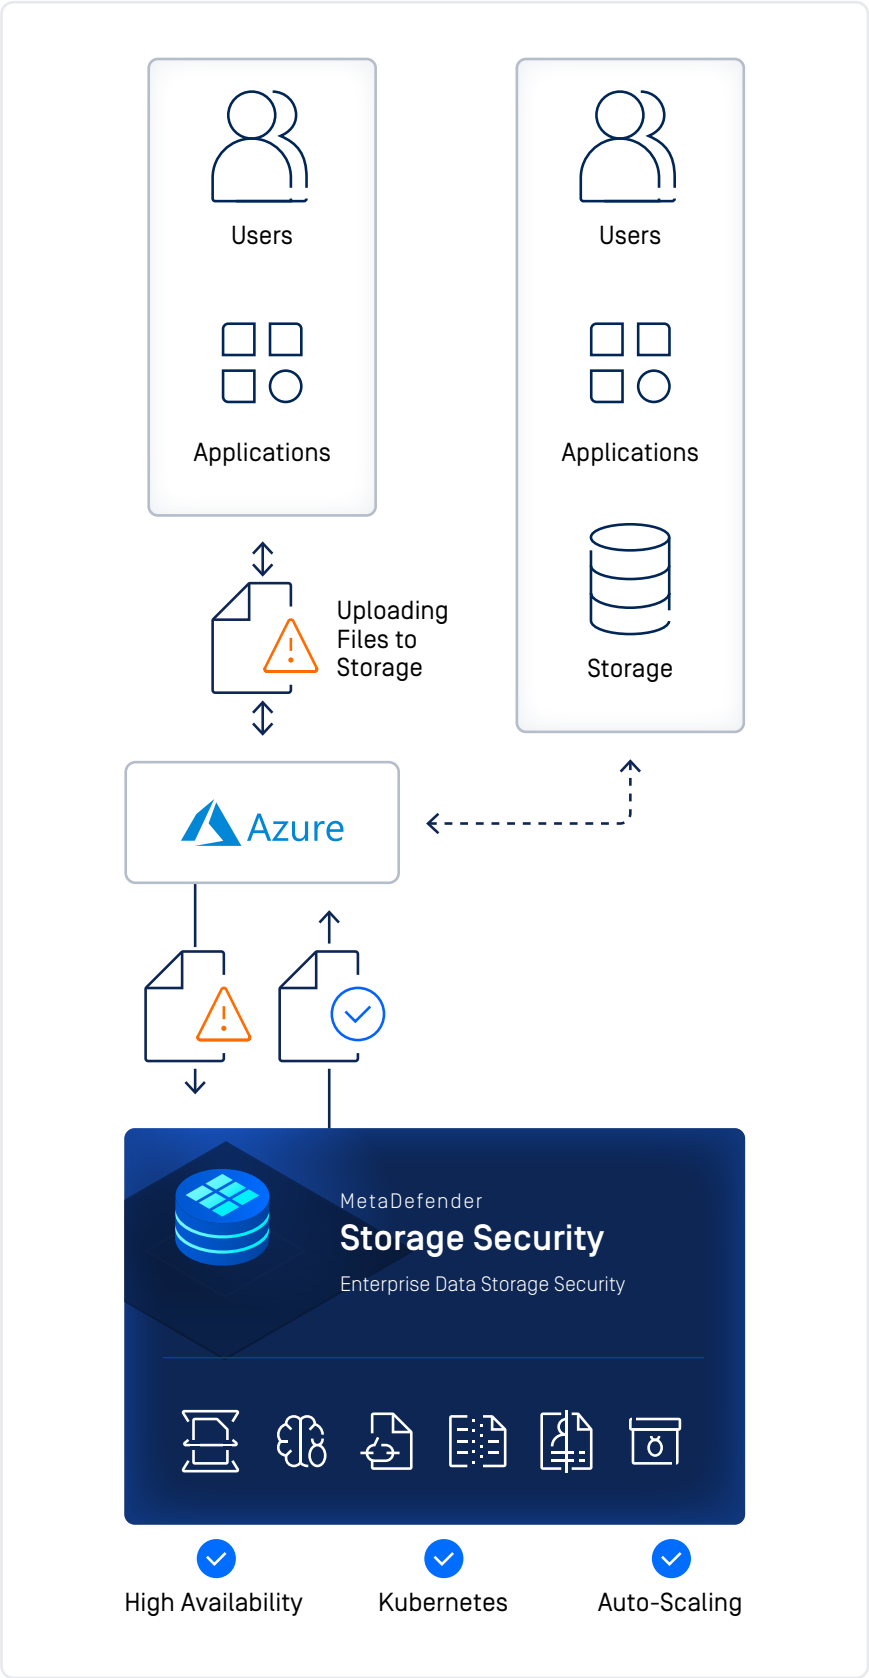 Users
Applications
Users
Applications
Storage
Uploading
Files to
Storage
Azure
MetaDefender
Storage Security
Enterprise Data Storage Security
High Availability
Kubernetes
Auto-Scaling